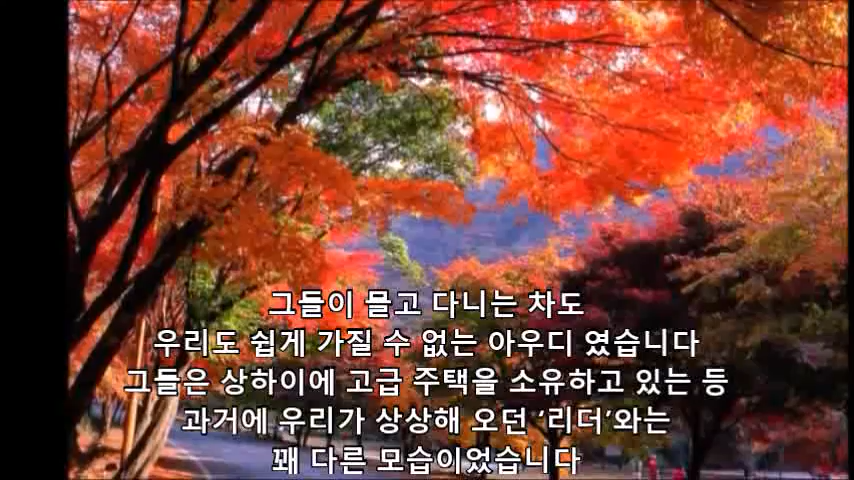 그들이 몰고 다니는 차도
우리도 쉽게 가질 수 없는 아우디 였습니다
그들은 상하이에 고급 주택을 소유하고 있는 등
과거에 우리가 상상해 오던 ‘리더’와는
꽤 다른 모습이었습니다